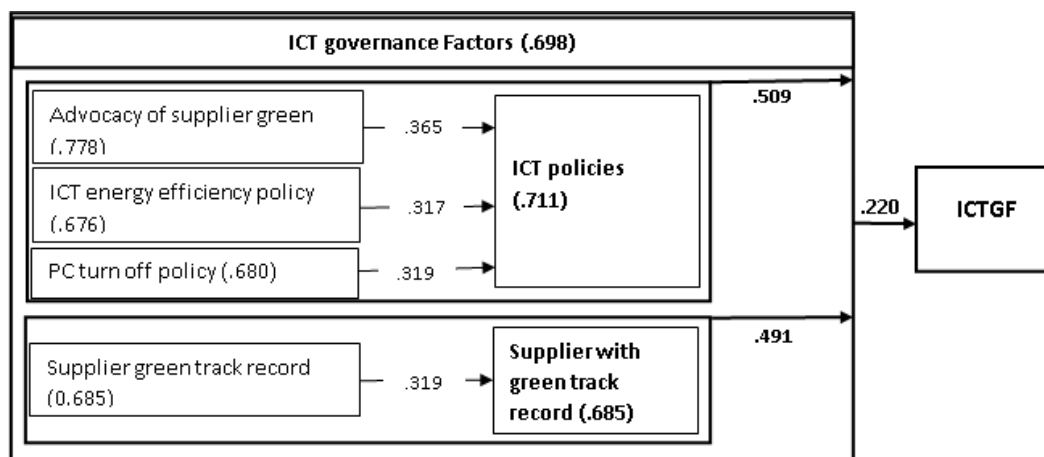 ICT governance Factors (.698)
.509
Advocacy of supplier green
(.778)
.365
ICT energy efficiency policy
(.676)
.317
PC turn off policy (.680)
.319
ICT policies
(.711)
.220
ICTGF
.491
Supplier green track record
(0.685)
.319
Supplier with
green track
record (.685)